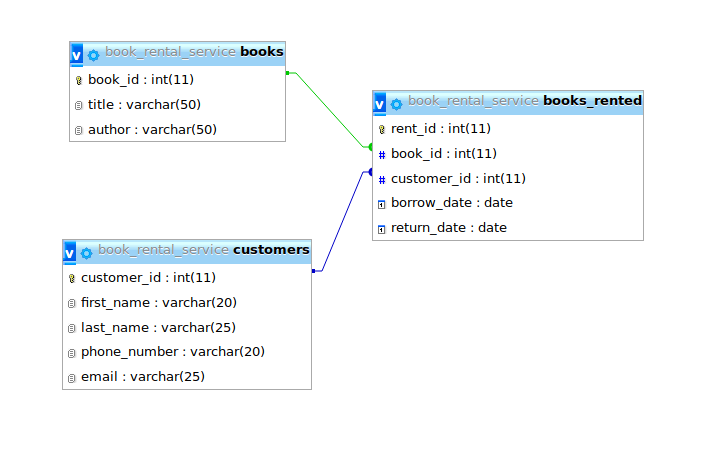 v book_rental_service books
book_id : int(11)
title : varchar(50)
author : varchar(50)
v book_rental_service books_rented
rent_id : int(11)
# book_id : int(11)
# customer_id : int(11)
borrow_date : date
return_date : date
v book_rental_service customers
customer_id : int(11)
first_name : varchar(20)
last_name : varchar(25)
phone_number : varchar(20)
email : varchar(25)